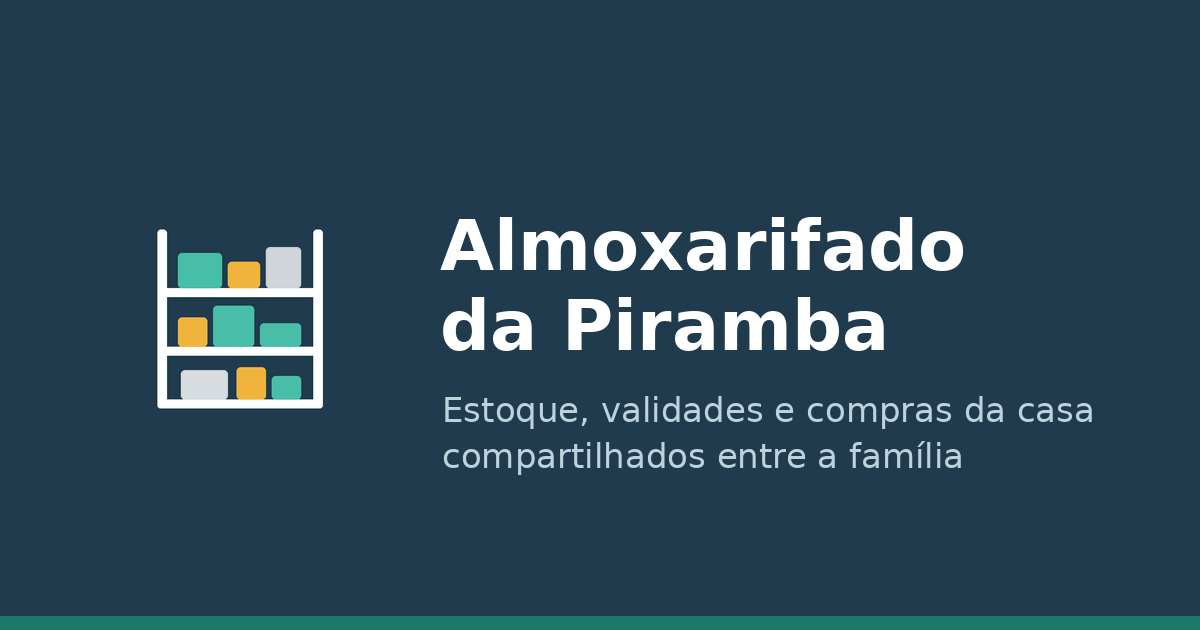 Almoxarifado
da Piramba
Estoque, validades e compras da casa
compartilhados entre a família